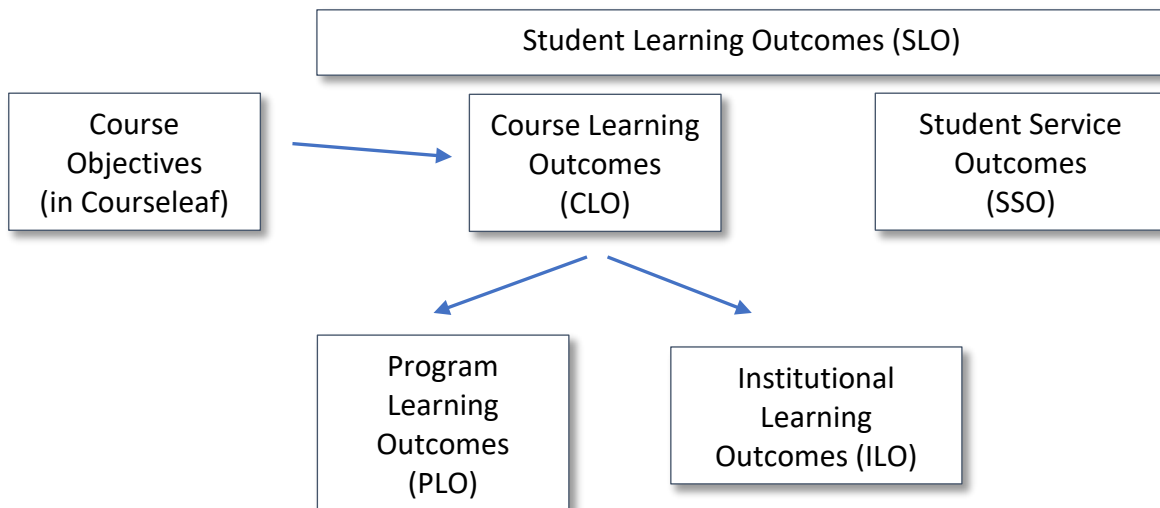 Student Learning Outcomes (SLO)
Course
Objectives
(in Courseleaf)
Course Learning
Outcomes
(CLO)
Student Service
Outcomes
(SSO)
Program
Learning
Outcomes
(PLO)
Institutional
Learning
Outcomes (ILO)